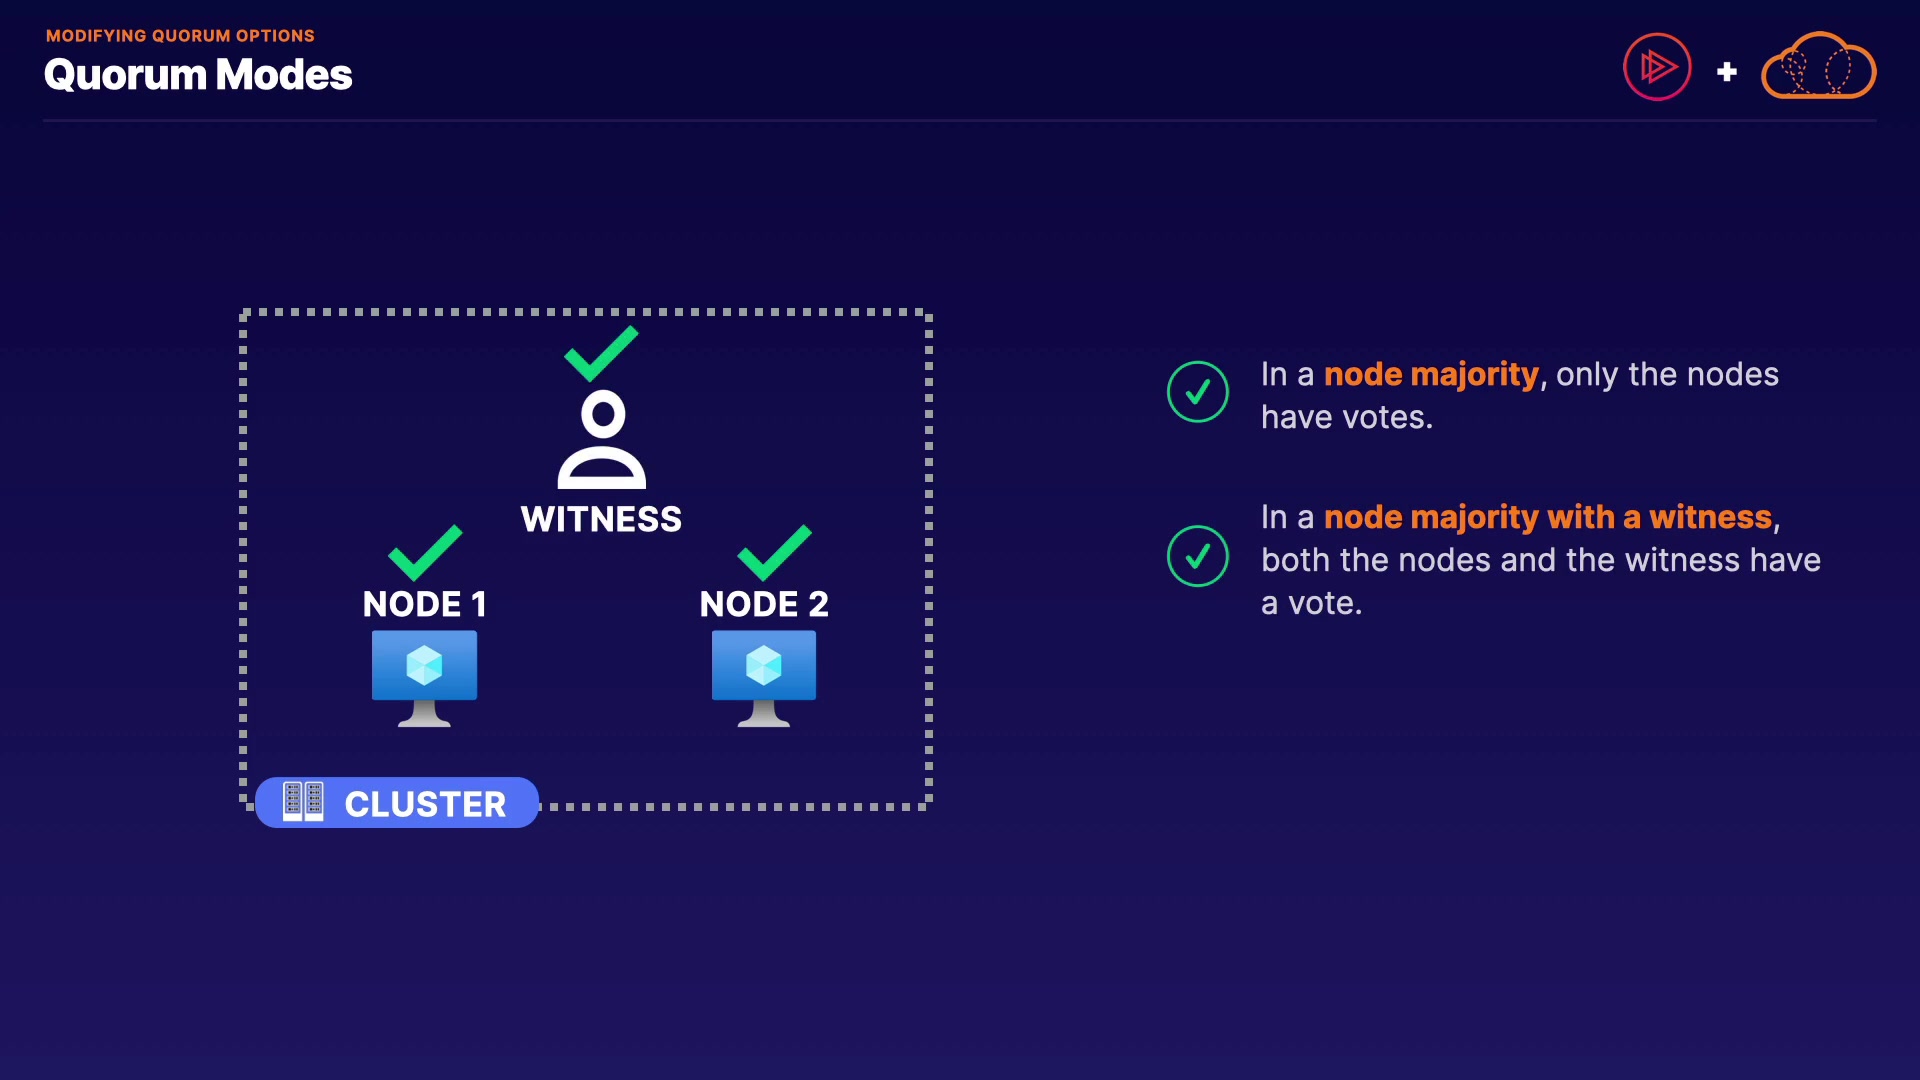 MODIFYING QUORUM OPTIONS
Quorum Modes
WITNESS
NODE 1
NODE 2
CLUSTER
In a node majority, only the nodes
have votes.
In a node majority with a witness,
both the nodes and the witness have
a vote.